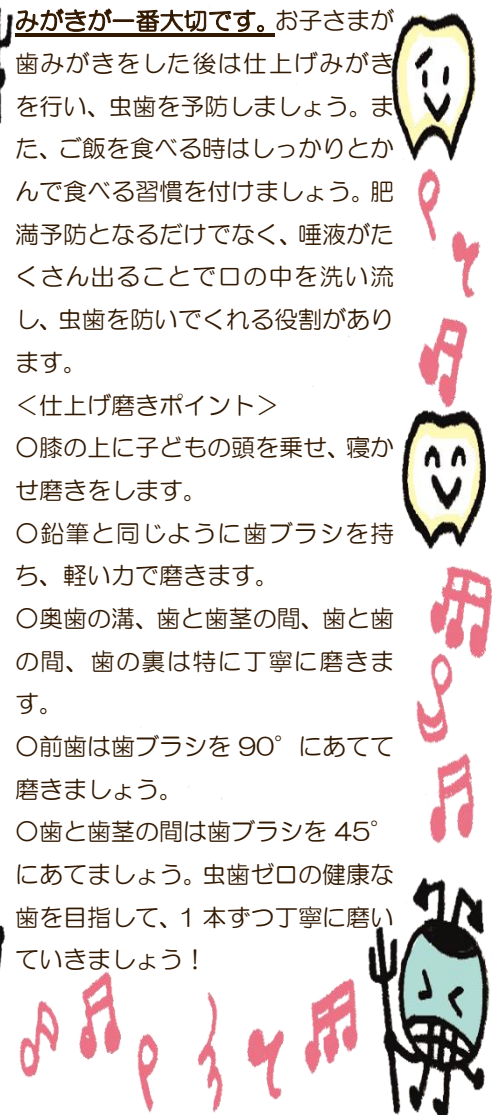 みがきが一番大切です。お子さまが
歯みがきをした後は仕上げみがき
を行い、虫歯を予防しましょう。ま
た、ご飯を食べる時はしっかりとか
んで食べる習慣を付けましょう。肥
満予防となるだけでなく、唾液がた
くさん出ることで口の中を洗い流
し、虫歯を防いでくれる役割があり
ます。
＜仕上げ磨きポイント＞
〇膝の上に子どもの頭を乗せ、寝か
せ磨きをします。
〇鉛筆と同じように歯ブラシを持
ち、軽い力で磨きます。
〇奥歯の溝、歯と歯茎の間、歯と歯
の間、歯の裏は特に丁寧に磨きま
す。
〇前歯は歯ブラシを 90°にあてて
磨きましょう。
〇歯と歯茎の間は歯ブラシを 45°
にあてましょう。虫歯ゼロの健康な
歯を目指して、1 本ずつ丁寧に磨い
ていきましょう！